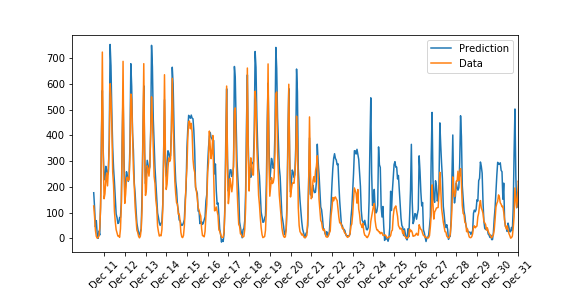 700
600
500
400
300
200
100
0
Prediction
Data
Dec 11
Dec 12
Dec 13
Dec 14
Dec 15
Dec 16
Dec 17
Dec 18
Dec 19
Dec 20
Dec 21
Dec 22
Dec 23
Dec 24
Dec 25
Dec 26
Dec 27
Dec 28
Dec 29
Dec 30
Dec 31